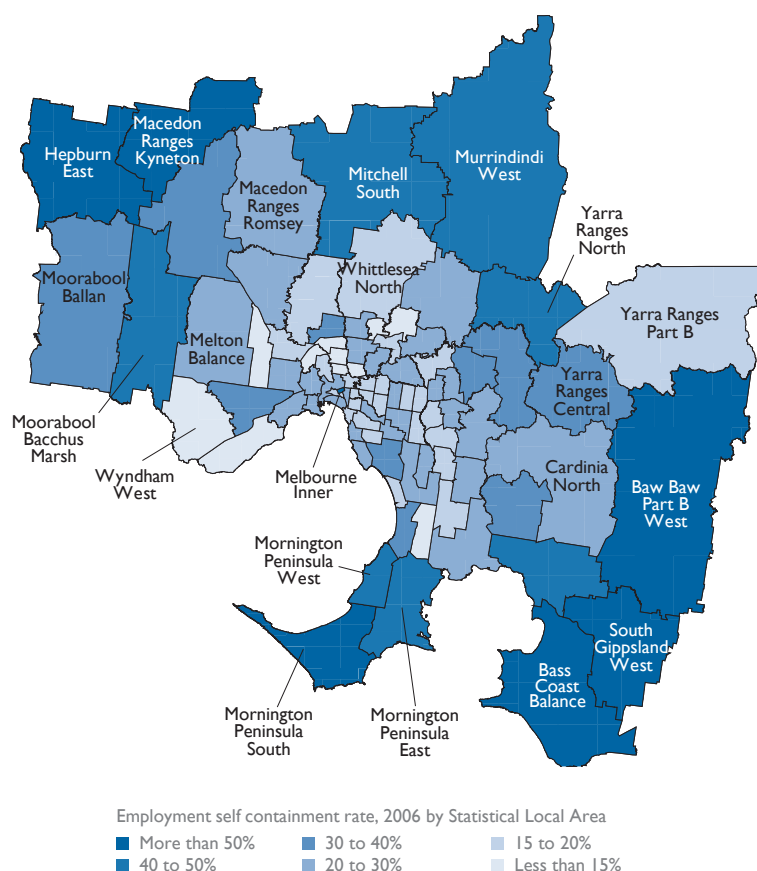 Macedon
Ranges
Kyneton
Hepburn
East
Murrindindi
West
Mitchell
South
Macedon
Ranges
Romsey
Yarra
Ranges
North
Moorabool
Ballan
Whittlesea
North
Yarra Ranges
Part B
Melton
Balance
Yarra
Ranges
Central
Moorabool
Bacchus
Marsh
Wyndham
West
Melbourne
Inner
Cardinia
North
Baw Baw
Part B
West
Mornington
Peninsula
West
South
Gippsland
West
Bass
Coast
Balance
Mornington
Peninsula
South
Mornington
Peninsula
East
Employment self containment rate, 2006 by Statistical Local Area
More than 50% 30 to 40% 15 to 20%
40 to 50% 20 to 30% Less than 15%